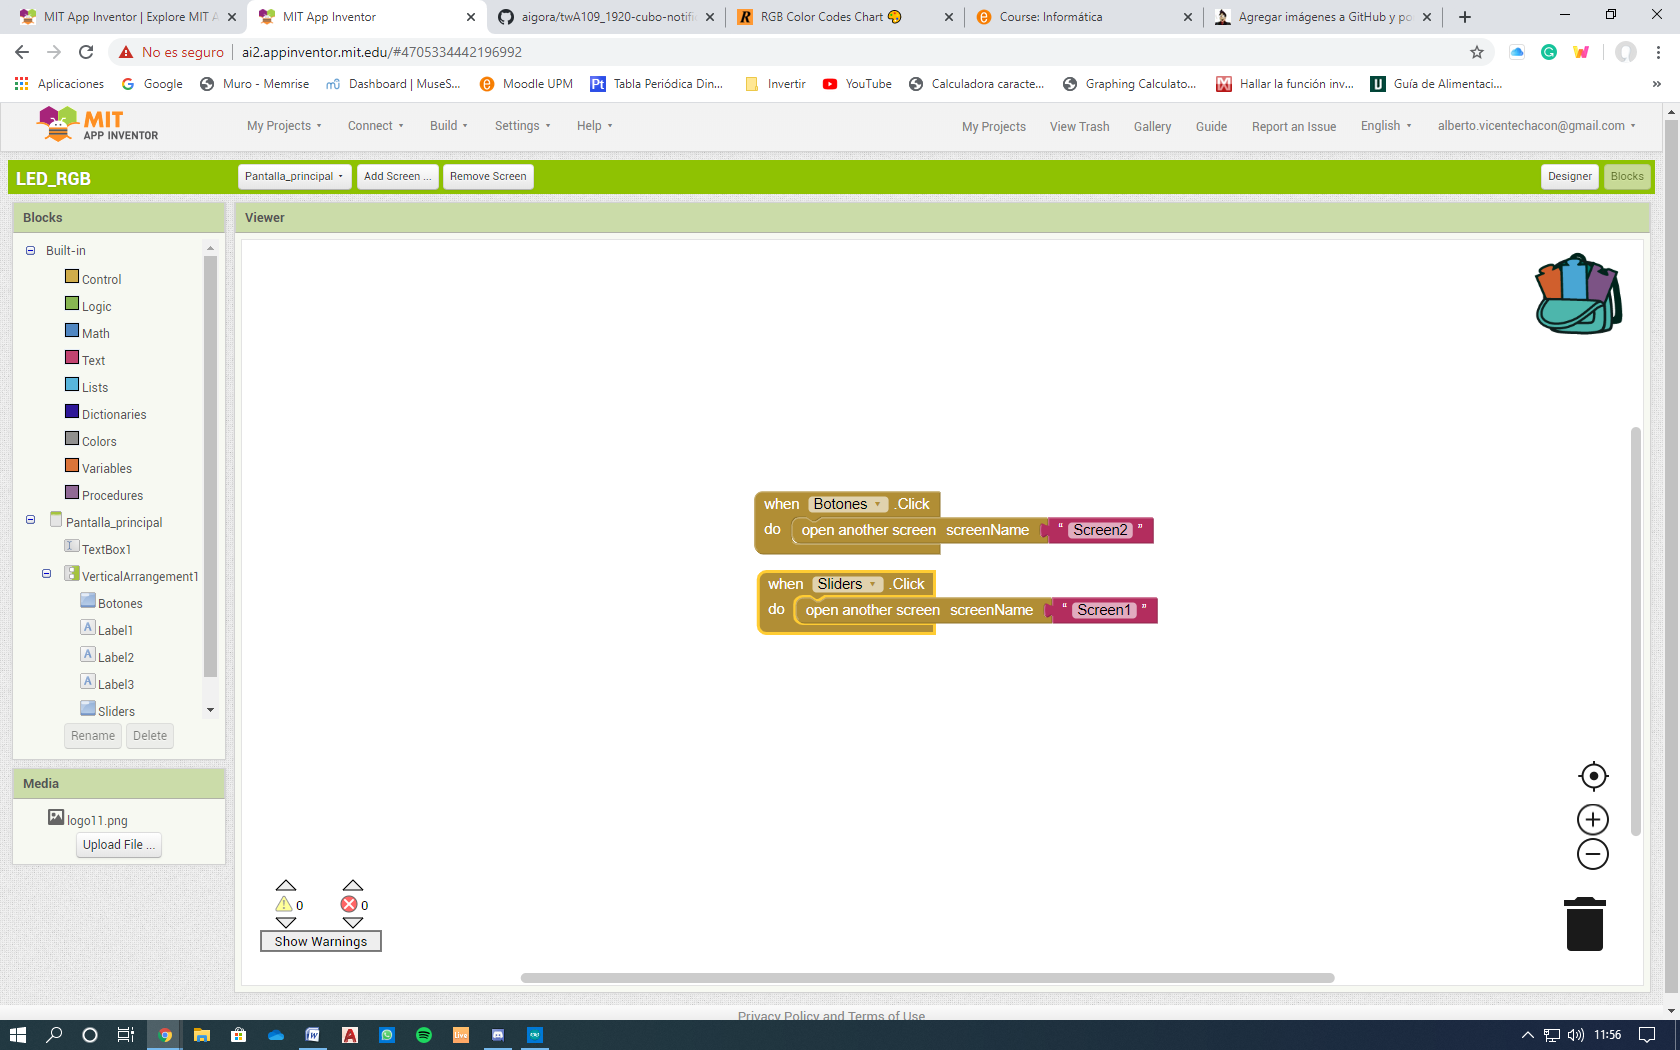 MIT App Inventor | Explore MIT A
MIT App Inventor
aigora/twA109_1920-cubo-notifi
RGB Color Codes Chart
Course: Informática
Agregar imágenes a GitHub y po
No es seguro
ai2.appinventor.mit.edu/#4705334442196992
Aplicaciones
Google
Muro - Memrise
Dashboard | MuseS...
Moodle UPM
Tabla Periódica Din...
Invertir
YouTube
Calculadora caracte...
Graphing Calculato...
Hallar la función inv...
Guía de Alimentaci...
»
MIT
APP INVENTOR
My Projects
Connect
Build
Settings
Help
My Projects
View Trash
Gallery
Guide
Report an Issue
English
alberto.vicentechacon@gmail.com
LED_RGB
Pantalla_principal
Add Screen ...
Remove Screen
Designer
Blocks
Blocks
Built-in
Control
Logic
Math
Text
Lists
Dictionaries
Colors
Variables
Procedures
Pantalla_principal
TextBox1
VerticalArrangement1
Botones
Label1
Label2
Label3
Sliders
Rename
Delete
Media
logo11.png
Upload File ...
Viewer
when Botones .Click
do open another screen screenName “ Screen2 ”
when Sliders .Click
do open another screen screenName “ Screen1 ”
0
0
Show Warnings
Privacy Policy and Terms of Use
11:56